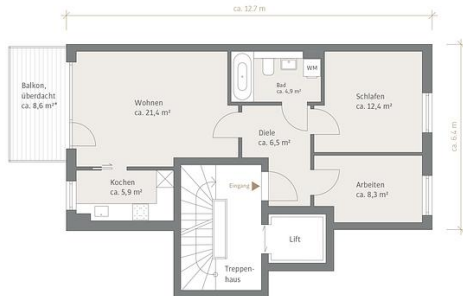 ca. 12.7 m
Balkon,
überdacht
ca. 8,6 m²*
Wohnen
ca. 21,4 m²
Bad
ca. 4,9 m²
WM
Schlafen
ca. 12,4 m²
ca. 6.4 m
Diele
ca. 6,5 m²
Kochen
ca. 5,9 m²
Eingang
Arbeiten
ca. 8,3 m²
Lift
Treppen-
haus